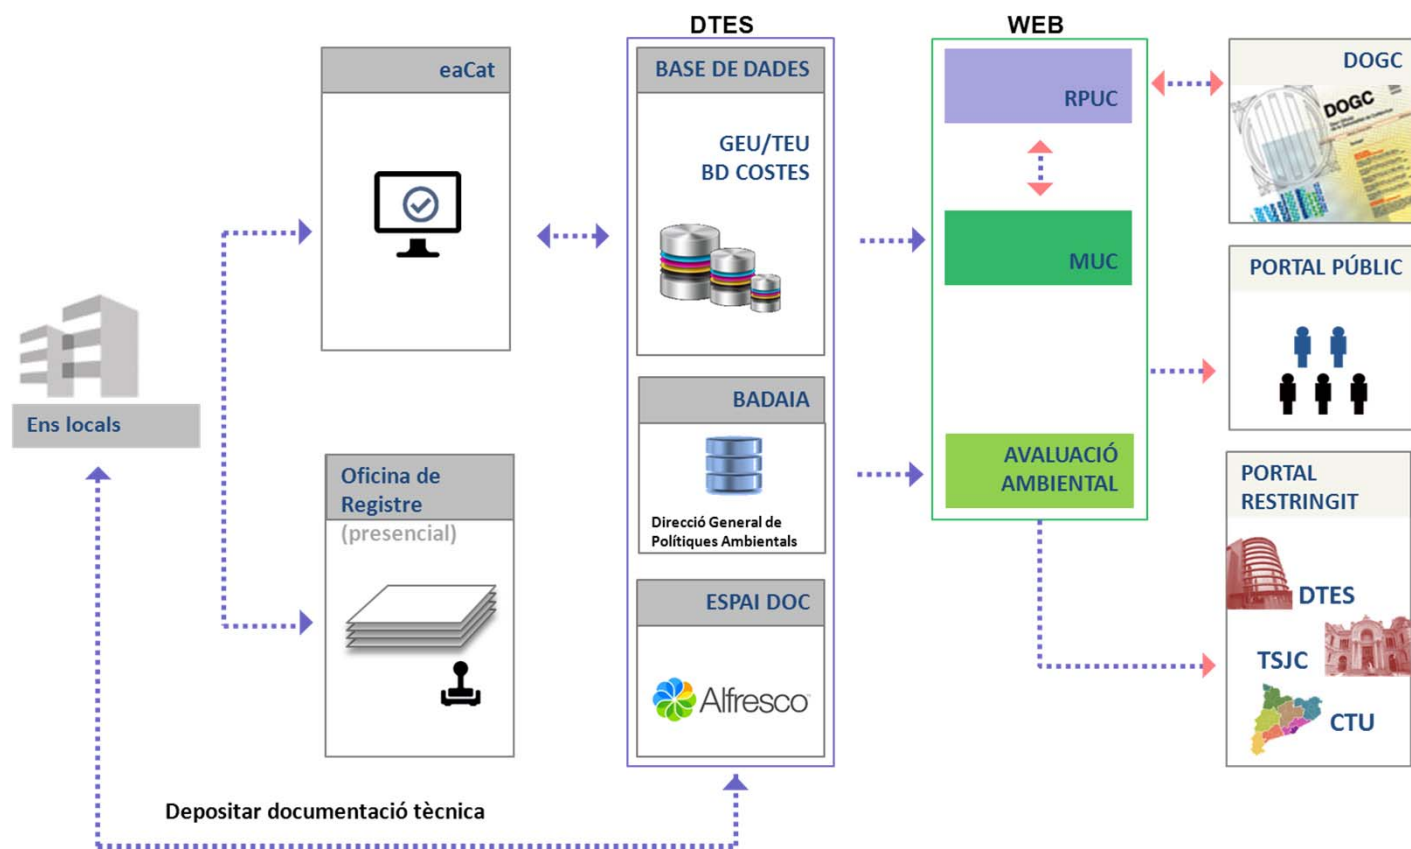 DTES
WEB
eaCat
BASE DE DADES
GEU/TEU
BD COSTES
RPUC
MUC
DOGC
DOGC
PORTAL PÚBLIC
Ens locals
BADAIA
Direcció General de
Polítiques Ambientals
AVALUACIÓ
AMBIENTAL
Oficina de
Registre
(presencial)
PORTAL
RESTRINGIT
ESPAI DOC
Alfresco
DTES
TSJC
CTU
Depositar documentació tècnica